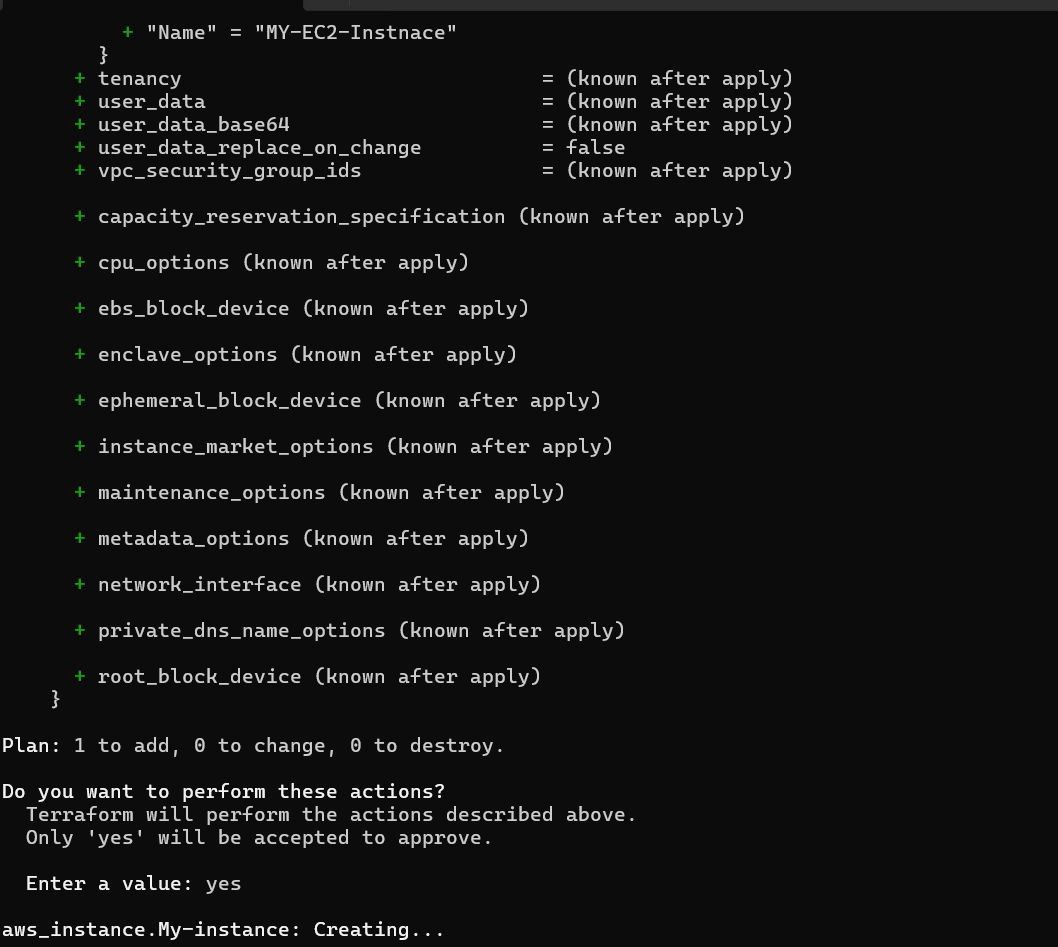 + "Name" = "MY-EC2-Instnace"
}
+ tenancy = (known after apply)
+ user_data = (known after apply)
+ user_data_base64 = (known after apply)
+ user_data_replace_on_change = false
+ vpc_security_group_ids = (known after apply)
+ capacity_reservation_specification (known after apply)
+ cpu_options (known after apply)
+ ebs_block_device (known after apply)
+ enclave_options (known after apply)
+ ephemeral_block_device (known after apply)
+ instance_market_options (known after apply)
+ maintenance_options (known after apply)
+ metadata_options (known after apply)
+ network_interface (known after apply)
+ private_dns_name_options (known after apply)
+ root_block_device (known after apply)
}
Plan: 1 to add, 0 to change, 0 to destroy.
Do you want to perform these actions?
Terraform will perform the actions described above.
Only 'yes' will be accepted to approve.
Enter a value: yes
aws_instance.My-instance: Creating...